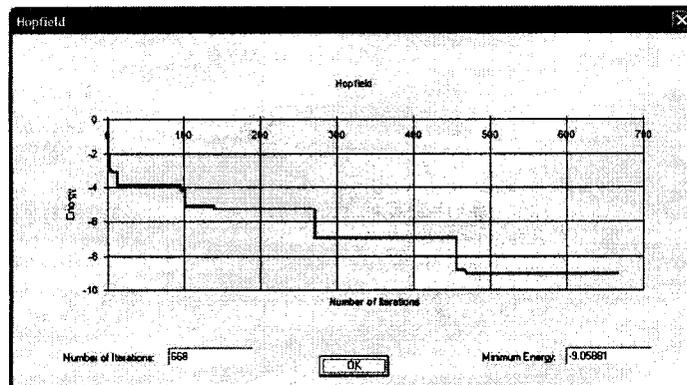 Hopfield
Hopfield
0
0 100 200 300 400 500 600 700
-2
-4
-6
-8
-10
Energy
Number of Iterations
Number of Iterations: 668
OK
Minimum Energy: -9.05881